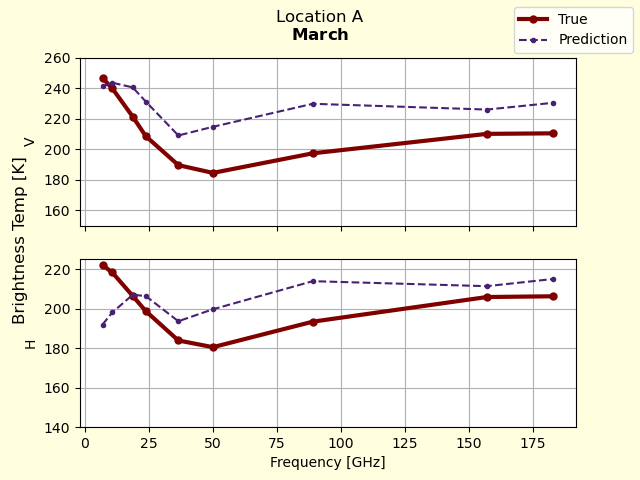 Location A
March
True
Prediction
260
240
220
200
180
160
V
Brightness Temp [K]
220
200
180
160
140
H
0 25 50 75 100 125 150 175
Frequency [GHz]